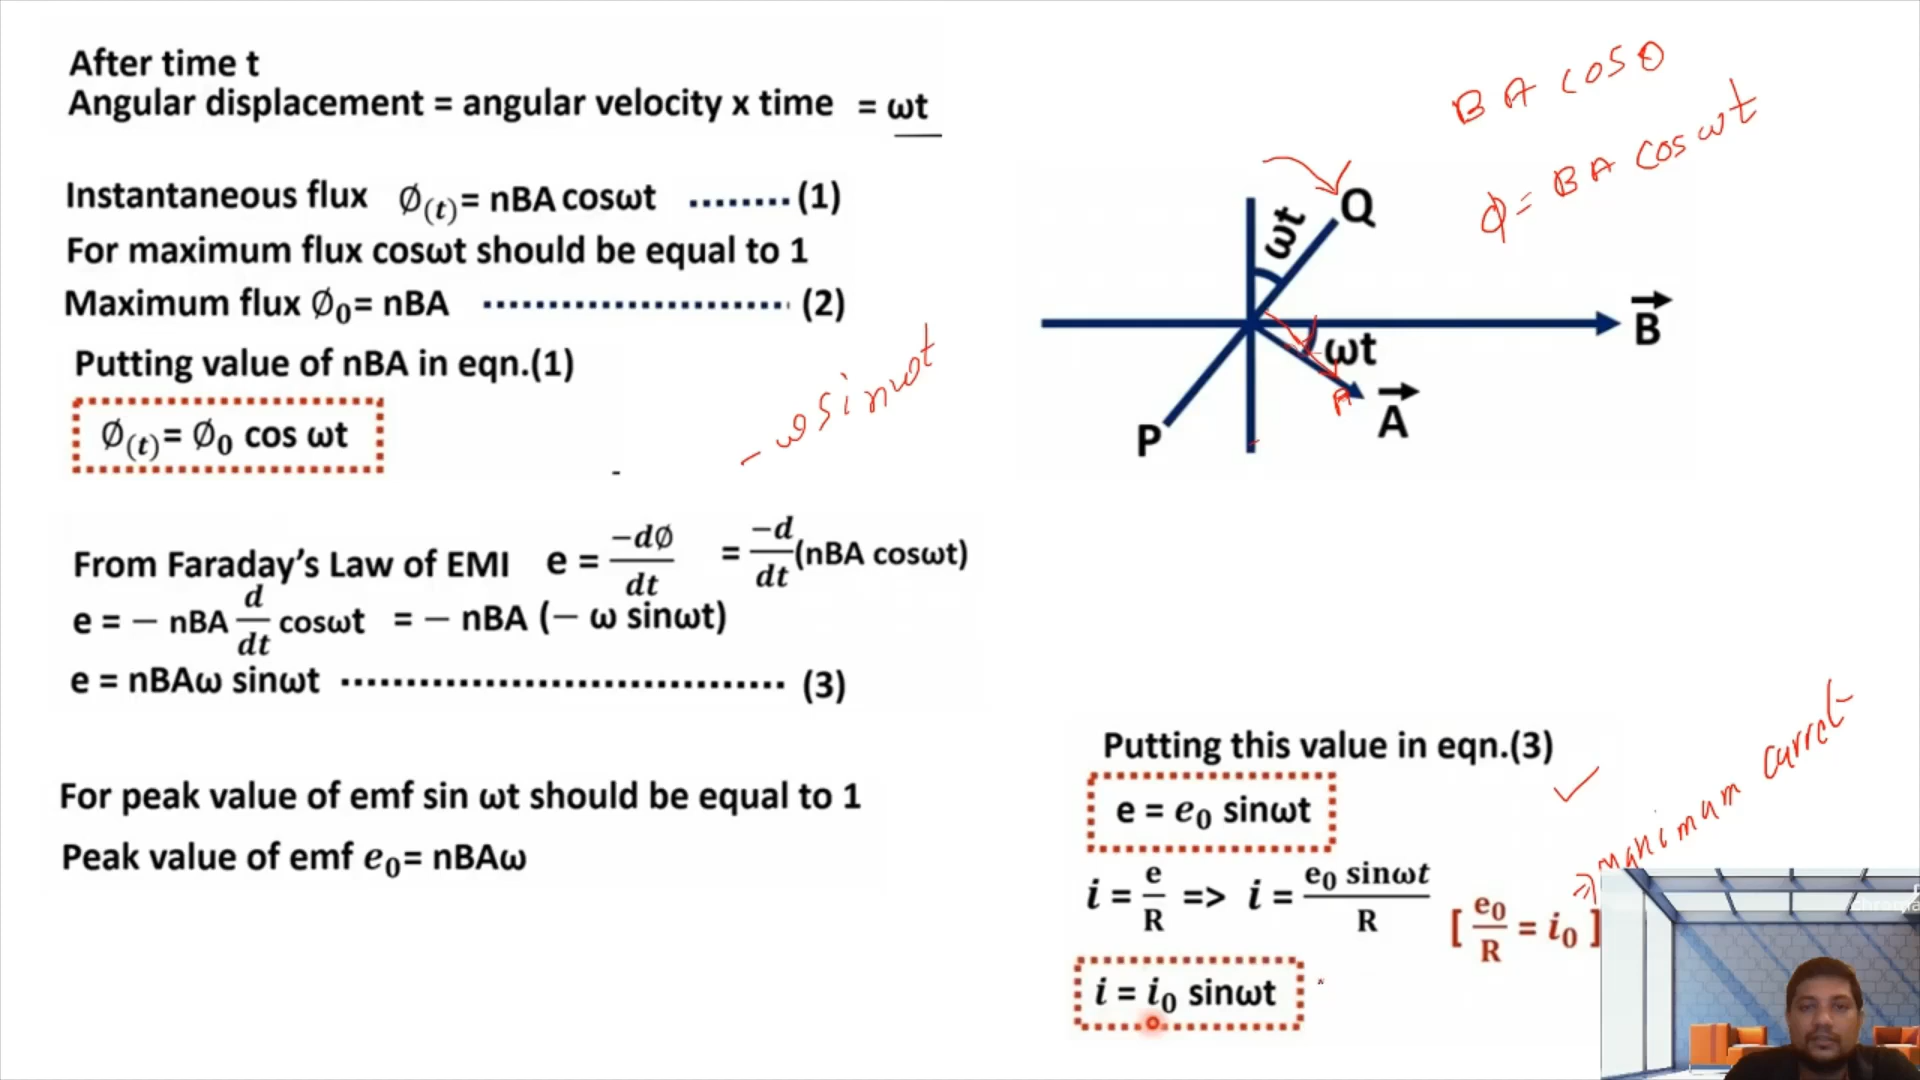 After time t
Angular displacement = angular velocity x time = ωt
Instantaneous flux ∅(t)= nBA cosωt ........(1)
For maximum flux cosωt should be equal to 1
Maximum flux ∅0= nBA ........................ (2)
Putting value of nBA in eqn.(1)
∅(t)= ∅0 cos ωt
- ωsinωt
From Faraday's Law of EMI e = −d∅/dt = −d/dt(nBA cosωt)
e = − nBA d/dt cosωt = − nBA (− ω sinωt)
e = nBAω sinωt .................................. (3)
For peak value of emf sin ωt should be equal to 1
Peak value of emf e0= nBAω
BA cosθ
φ = BA cosωt
Q
ωt
B
ωt
A
A
P
Putting this value in eqn.(3)
e = e0 sinωt
i = e/R => i = e0 sinωt/R [ e0/R = i0 ]
⇒ manimum curret
i = i0 sinωt